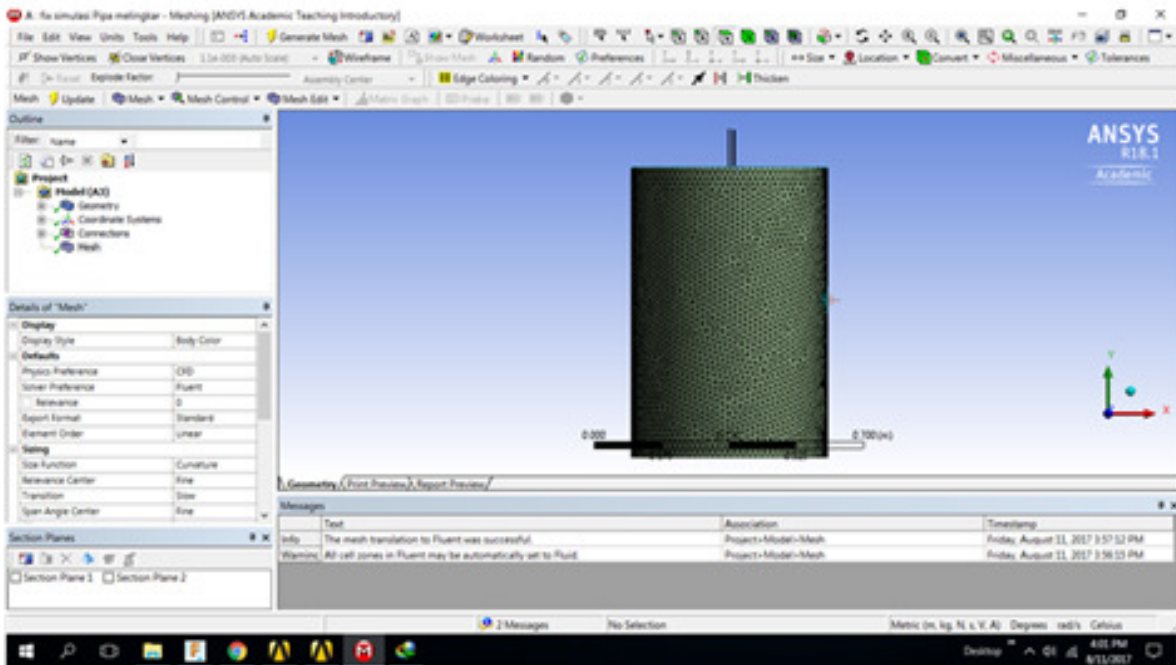 A : fix simulasi Pipa melingkar - Meshing [ANSYS Academic Teaching Introductory]
File Edit View Units Tools Help Generate Mesh Worksheet
Show Vertices Close Vertices (Auto Scale) Wireframe Show Mesh Random Preferences Size Location Convert Miscellaneous Tolerances
Reset Explode Factor: Assembly Center Edge Coloring Thicken
Mesh Update Mesh Mesh Control Mesh Edit Metric Graph Probe
Outline
Filter: Name
Project
Model (A3)
Geometry
Coordinate Systems
Connections
Mesh
Details of "Mesh"
Display
Display Style Body Color
Defaults
Physics Preference CFD
Solver Preference Fluent
Relevance 0
Export Format Standard
Element Order Linear
Sizing
Size Function Curvature
Relevance Center Fine
Transition Slow
Span Angle Center Fine
Section Planes
Section Plane 1 Section Plane 2
ANSYS
R18.1
Academic
0.000 0.700 (m)
Y
X
Geometry Print Preview Report Preview
Messages
Text Association Timestamp
Info The mesh translation to Fluent was successful. Project>Model>Mesh Friday, August 11, 2017 3:57:12 PM
Warning All cell zones in Fluent may be automatically set to Fluid. Project>Model>Mesh Friday, August 11, 2017 3:56:15 PM
2 Messages No Selection Metric (m, kg, N, s, V, A) Degrees rad/s Celsius
Desktop 4:01 PM
8/11/2017